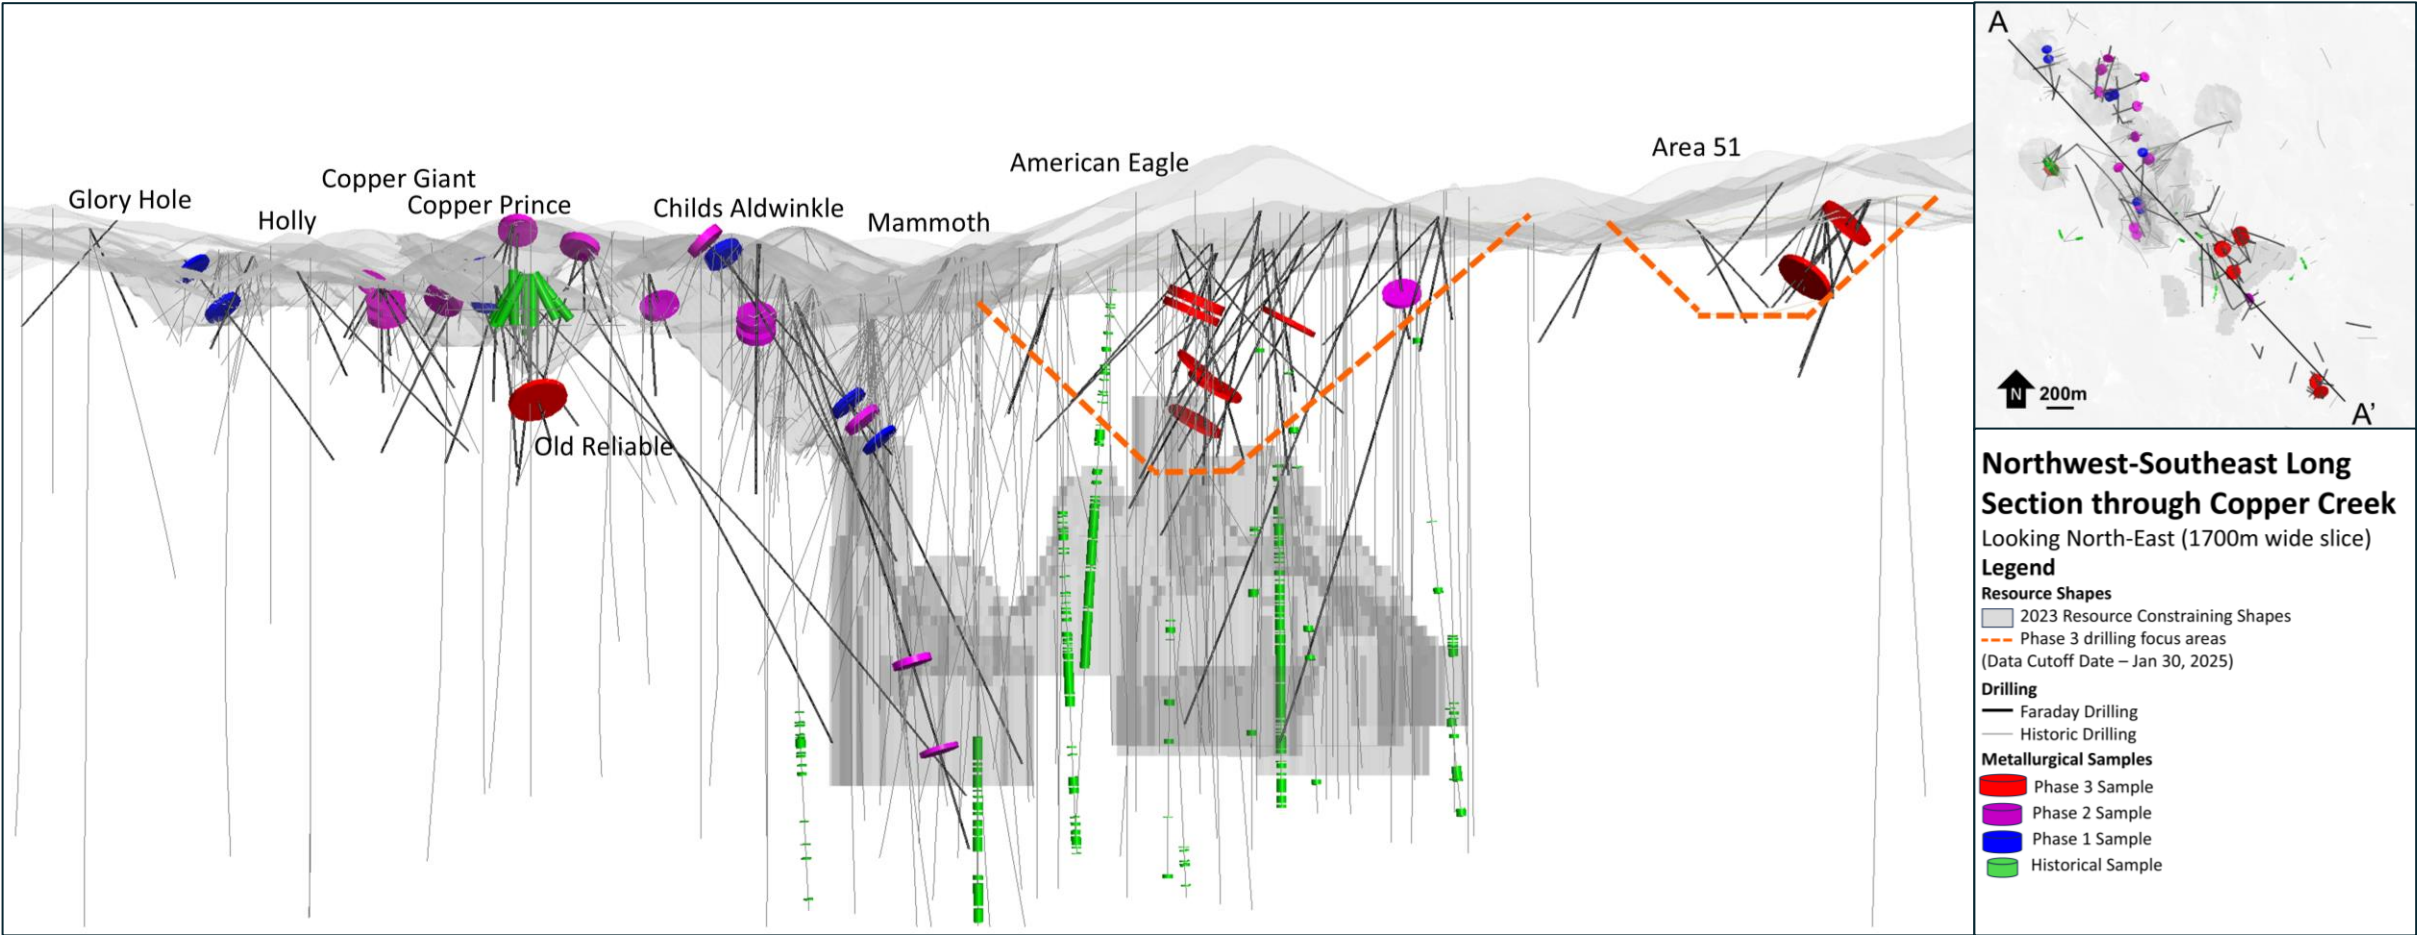 Glory Hole
Holly
Copper Giant
Copper Prince
Old Reliable
Childs Aldwinkle
Mammoth
American Eagle
Area 51
A
N
200m
A'
Northwest-Southeast Long
Section through Copper Creek
Looking North-East (1700m wide slice)
Legend
Resource Shapes
2023 Resource Constraining Shapes
Phase 3 drilling focus areas
(Data Cutoff Date – Jan 30, 2025)
Drilling
Faraday Drilling
Historic Drilling
Metallurgical Samples
Phase 3 Sample
Phase 2 Sample
Phase 1 Sample
Historical Sample